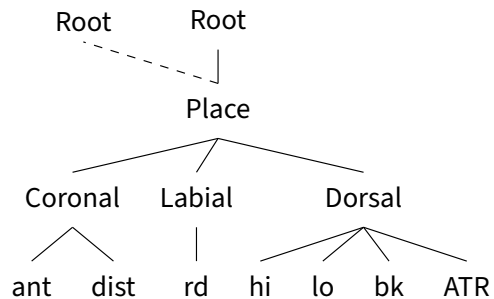 Root Root
Place
Coronal Labial Dorsal
ant dist rd hi lo bk ATR